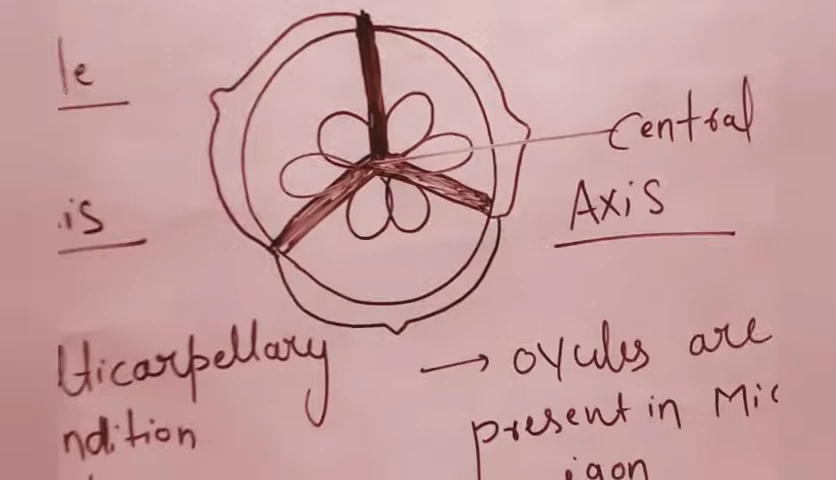 le
Central
is
Axis
lticarpellary
→ ovules are
ndition
present in Mi